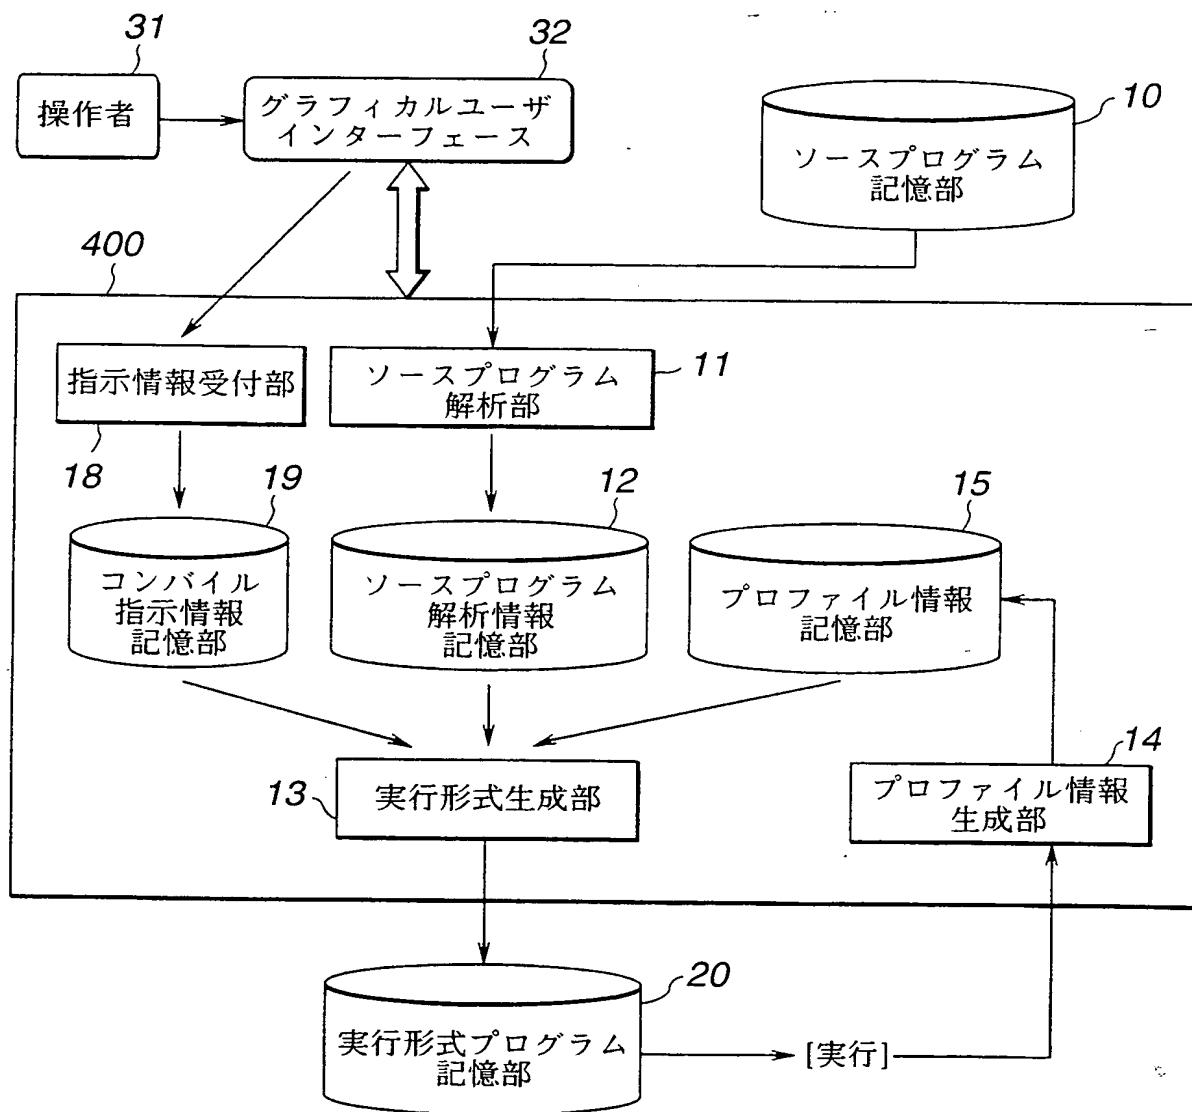 31
操作者
32
グラフィカルユーザ
インターフェース
10
ソースプログラム
記憶部
400
指示情報受付部
18
ソースプログラム
解析部
11
19
コンバイル
指示情報
記憶部
12
ソースプログラム
解析情報
記憶部
15
プロファイル情報
記憶部
13
実行形式生成部
14
プロファイル情報
生成部
20
実行形式プログラム
記憶部
[実行]